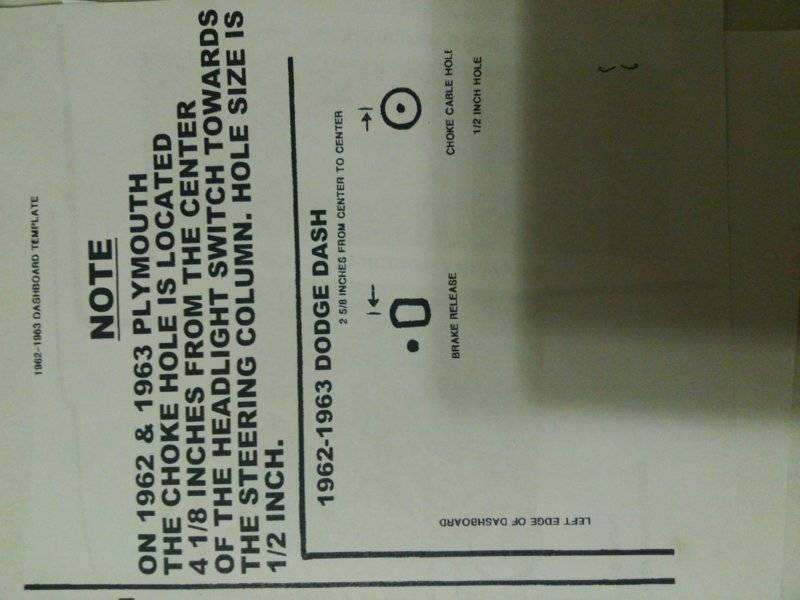 1962-1963 DASHBOARD TEMPLATE
NOTE
ON 1962 & 1963 PLYMOUTH
THE CHOKE HOLE IS LOCATED
4 1/8 INCHES FROM THE CENTER
OF THE HEADLIGHT SWITCH TOWARDS
THE STEERING COLUMN. HOLE SIZE IS
1/2 INCH.
1962-1963 DODGE DASH
2 5/8 INCHES FROM CENTER TO CENTER
BRAKE RELEASE
CHOKE CABLE HOLE
1/2 INCH HOLE
LEFT EDGE OF DASHBOARD